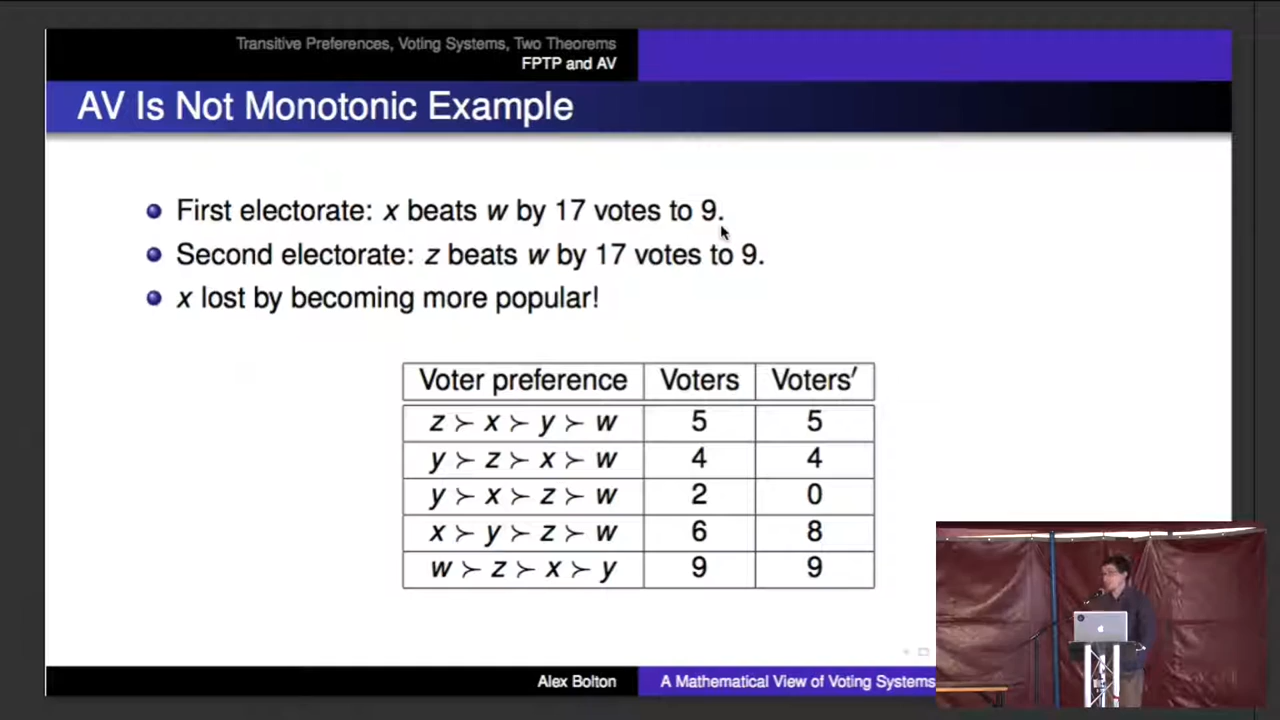 Transitive Preferences, Voting Systems, Two Theorems
FPTP and AV
AV Is Not Monotonic Example
First electorate: x beats w by 17 votes to 9.
Second electorate: z beats w by 17 votes to 9.
x lost by becoming more popular!
Voter preference Voters Voters′
z ≻ x ≻ y ≻ w 5 5
y ≻ z ≻ x ≻ w 4 4
y ≻ x ≻ z ≻ w 2 0
x ≻ y ≻ z ≻ w 6 8
w ≻ z ≻ x ≻ y 9 9
Alex Bolton
A Mathematical View of Voting Systems